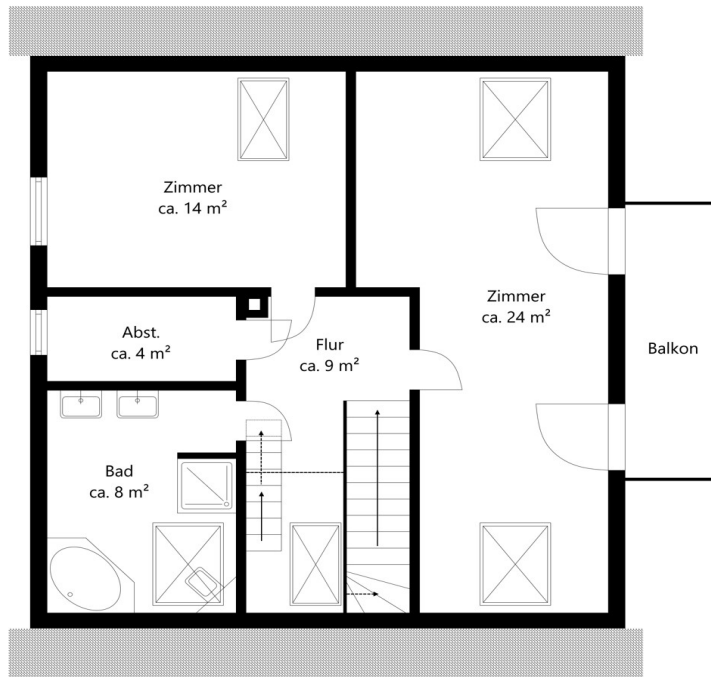 Zimmer
ca. 14 m²
Zimmer
ca. 24 m²
Abst.
ca. 4 m²
Flur
ca. 9 m²
Balkon
Bad
ca. 8 m²